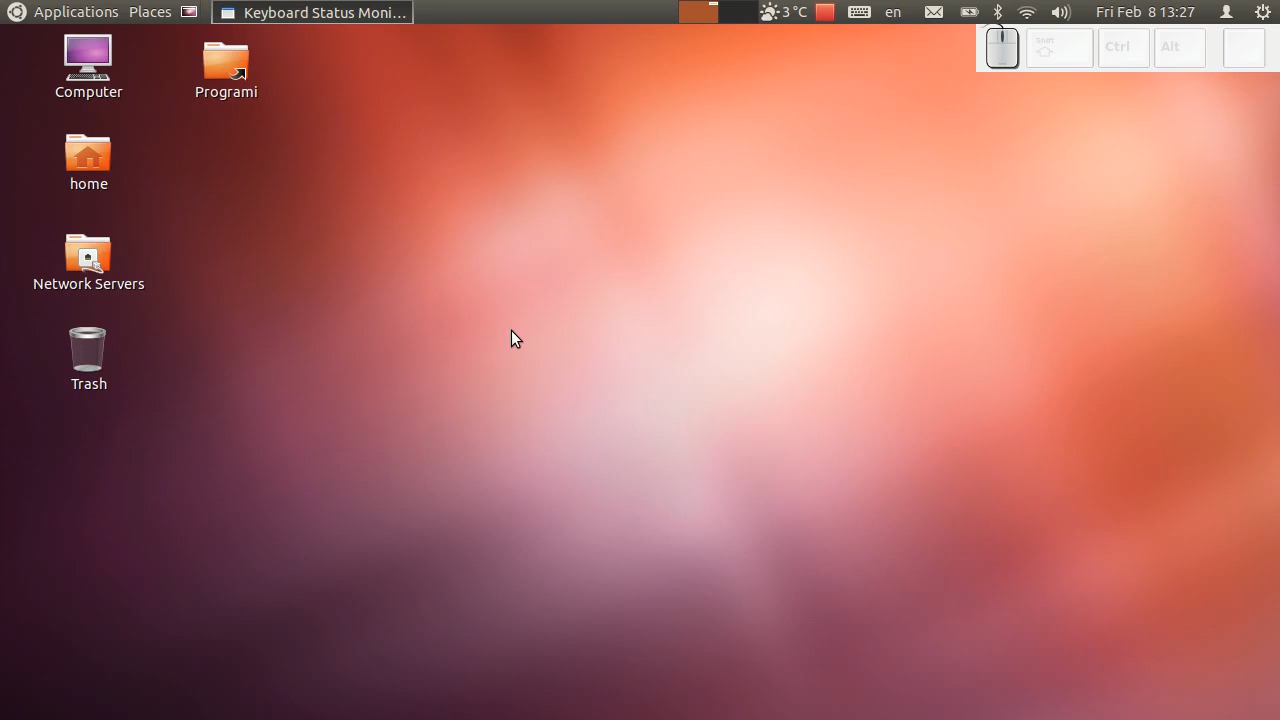 Applications Places Keyboard Status Moni... 3 °C en Fri Feb 8 13:27
Shift Ctrl Alt
Computer Programi
home
Network Servers
Trash